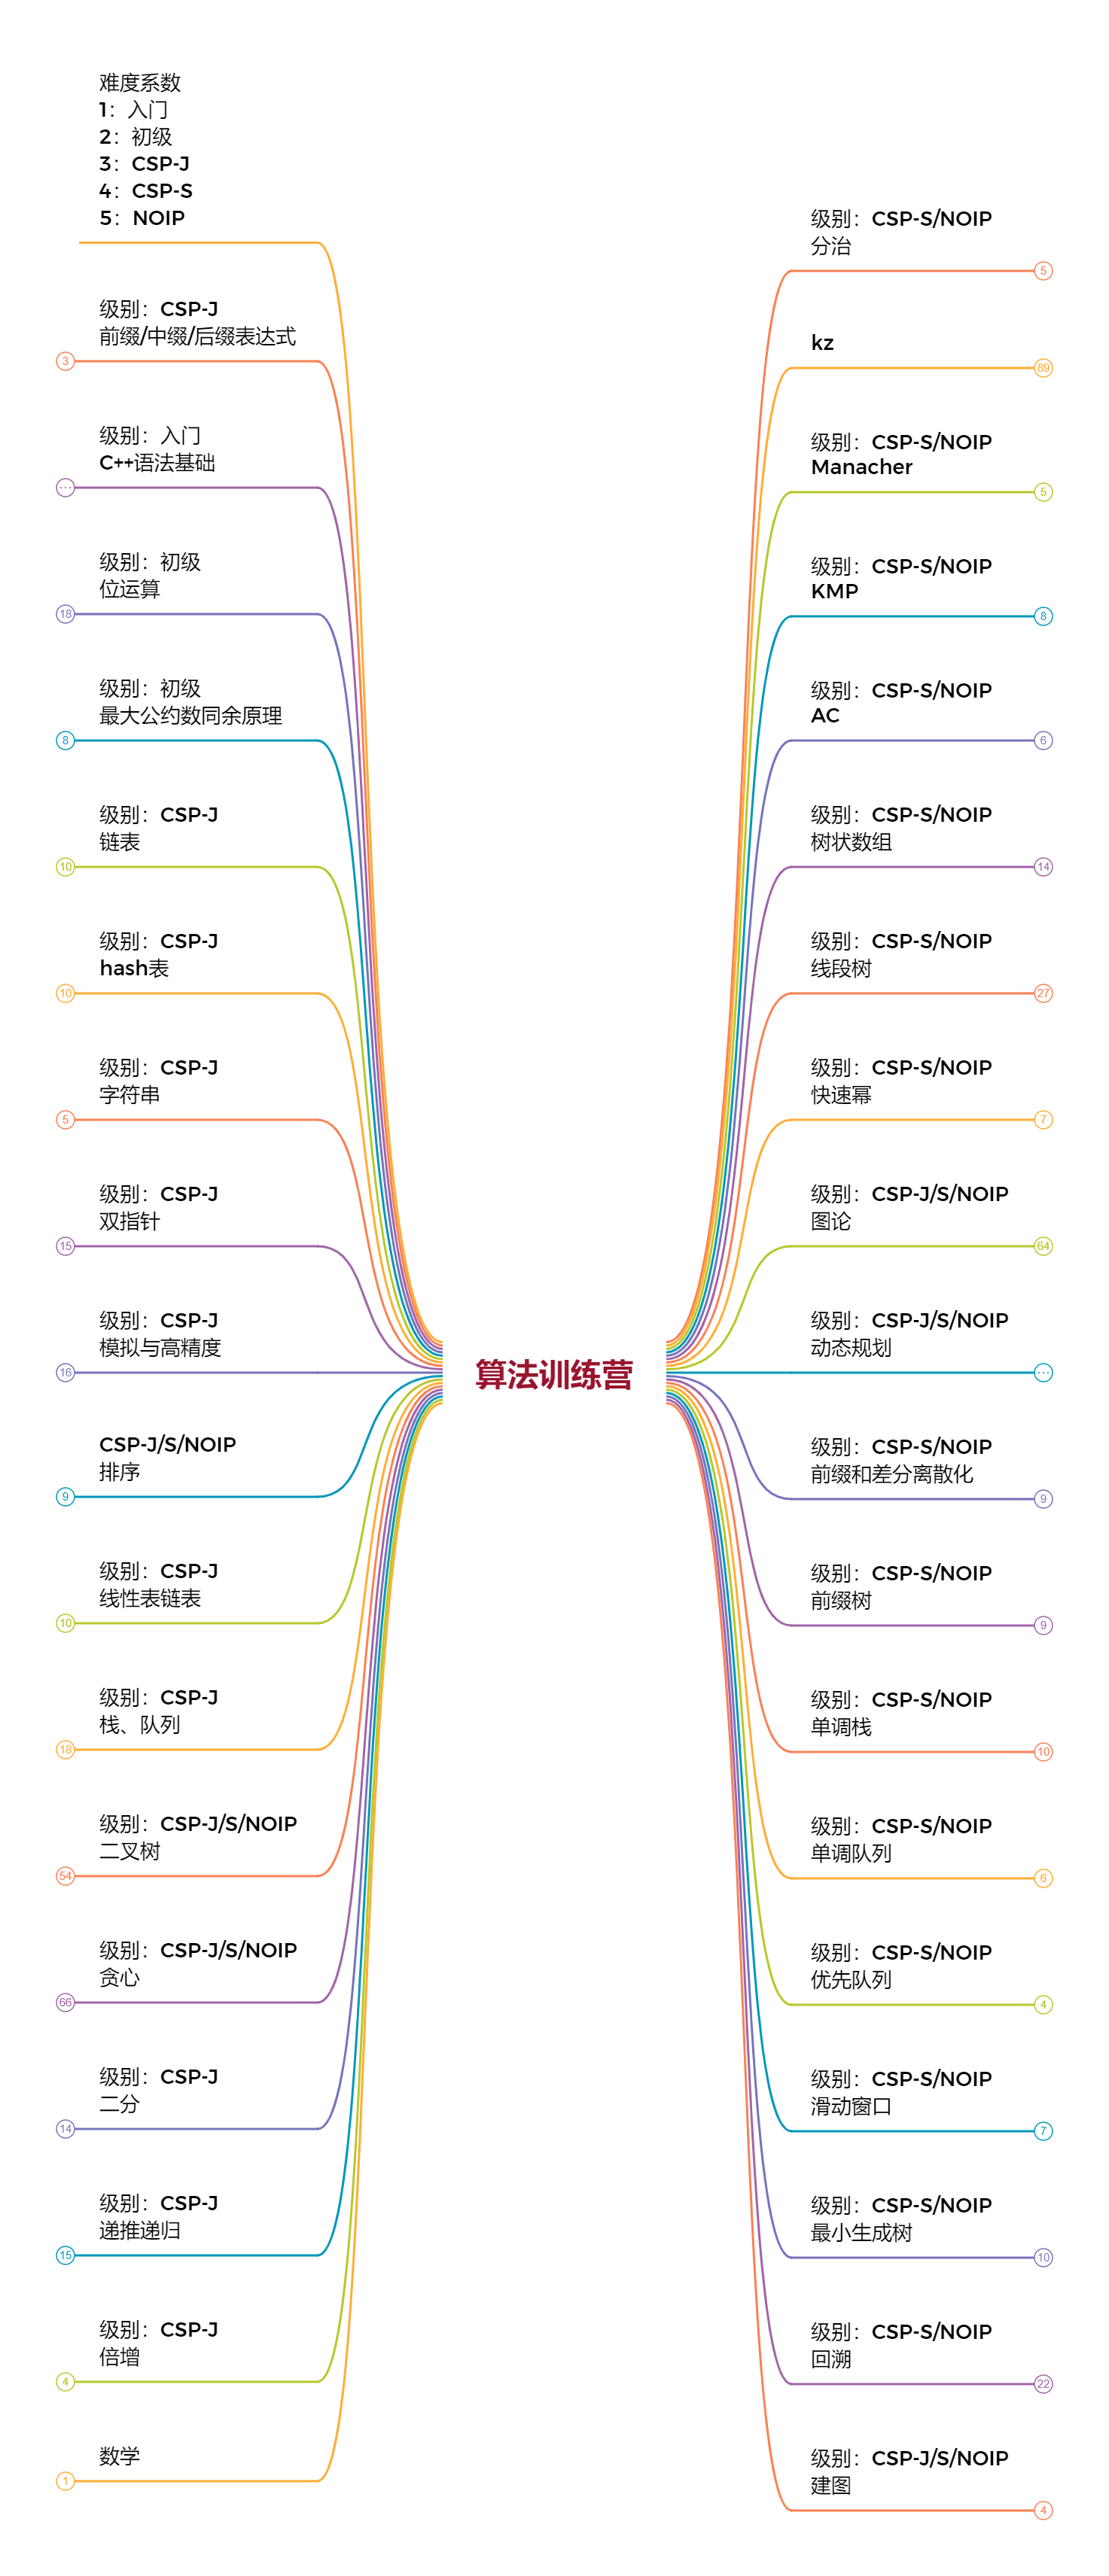 难度系数
1：入门
2：初级
3：CSP-J
4：CSP-S
5：NOIP
级别：CSP-J
前缀/中缀/后缀表达式
3
级别：入门
C++语法基础
...
级别：初级
位运算
18
级别：初级
最大公约数同余原理
8
级别：CSP-J
链表
10
级别：CSP-J
hash表
10
级别：CSP-J
字符串
5
级别：CSP-J
双指针
15
级别：CSP-J
模拟与高精度
16
CSP-J/S/NOIP
排序
9
级别：CSP-J
线性表链表
10
级别：CSP-J
栈、队列
18
级别：CSP-J/S/NOIP
二叉树
54
级别：CSP-J/S/NOIP
贪心
66
级别：CSP-J
二分
14
级别：CSP-J
递推递归
15
级别：CSP-J
倍增
4
数学
1
算法训练营
级别：CSP-S/NOIP
分治
5
kz
89
级别：CSP-S/NOIP
Manacher
5
级别：CSP-S/NOIP
KMP
8
级别：CSP-S/NOIP
AC
6
级别：CSP-S/NOIP
树状数组
14
级别：CSP-S/NOIP
线段树
27
级别：CSP-S/NOIP
快速幂
7
级别：CSP-J/S/NOIP
图论
64
级别：CSP-J/S/NOIP
动态规划
...
级别：CSP-S/NOIP
前缀和差分离散化
9
级别：CSP-S/NOIP
前缀树
9
级别：CSP-S/NOIP
单调栈
10
级别：CSP-S/NOIP
单调队列
6
级别：CSP-S/NOIP
优先队列
4
级别：CSP-S/NOIP
滑动窗口
7
级别：CSP-S/NOIP
最小生成树
10
级别：CSP-S/NOIP
回溯
22
级别：CSP-J/S/NOIP
建图
4